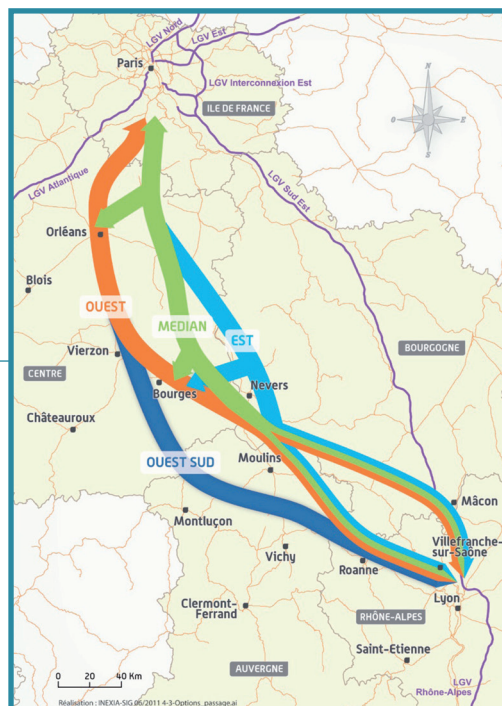 LGV Nord
LGV Est
Paris
LGV Interconnexion Est
ILE DE FRANCE
N
O
E
S
LGV Atlantique
LGV Sud Est
Orléans
Blois
OUEST
MEDIAN
EST
BOURGOGNE
Vierzon
CENTRE
Bourges
Nevers
Châteauroux
OUEST SUD
Moulins
Mâcon
Montluçon
Villefranche-
sur-Saône
Vichy
Roanne
Clermont-
Ferrand
Lyon
RHÔNE-ALPES
Saint-Etienne
AUVERGNE
LGV
Rhône-Alpes
0 20 40 Km
Réalisation : INEXIA-SIG 06/2011 4-3-Options_passage.ai